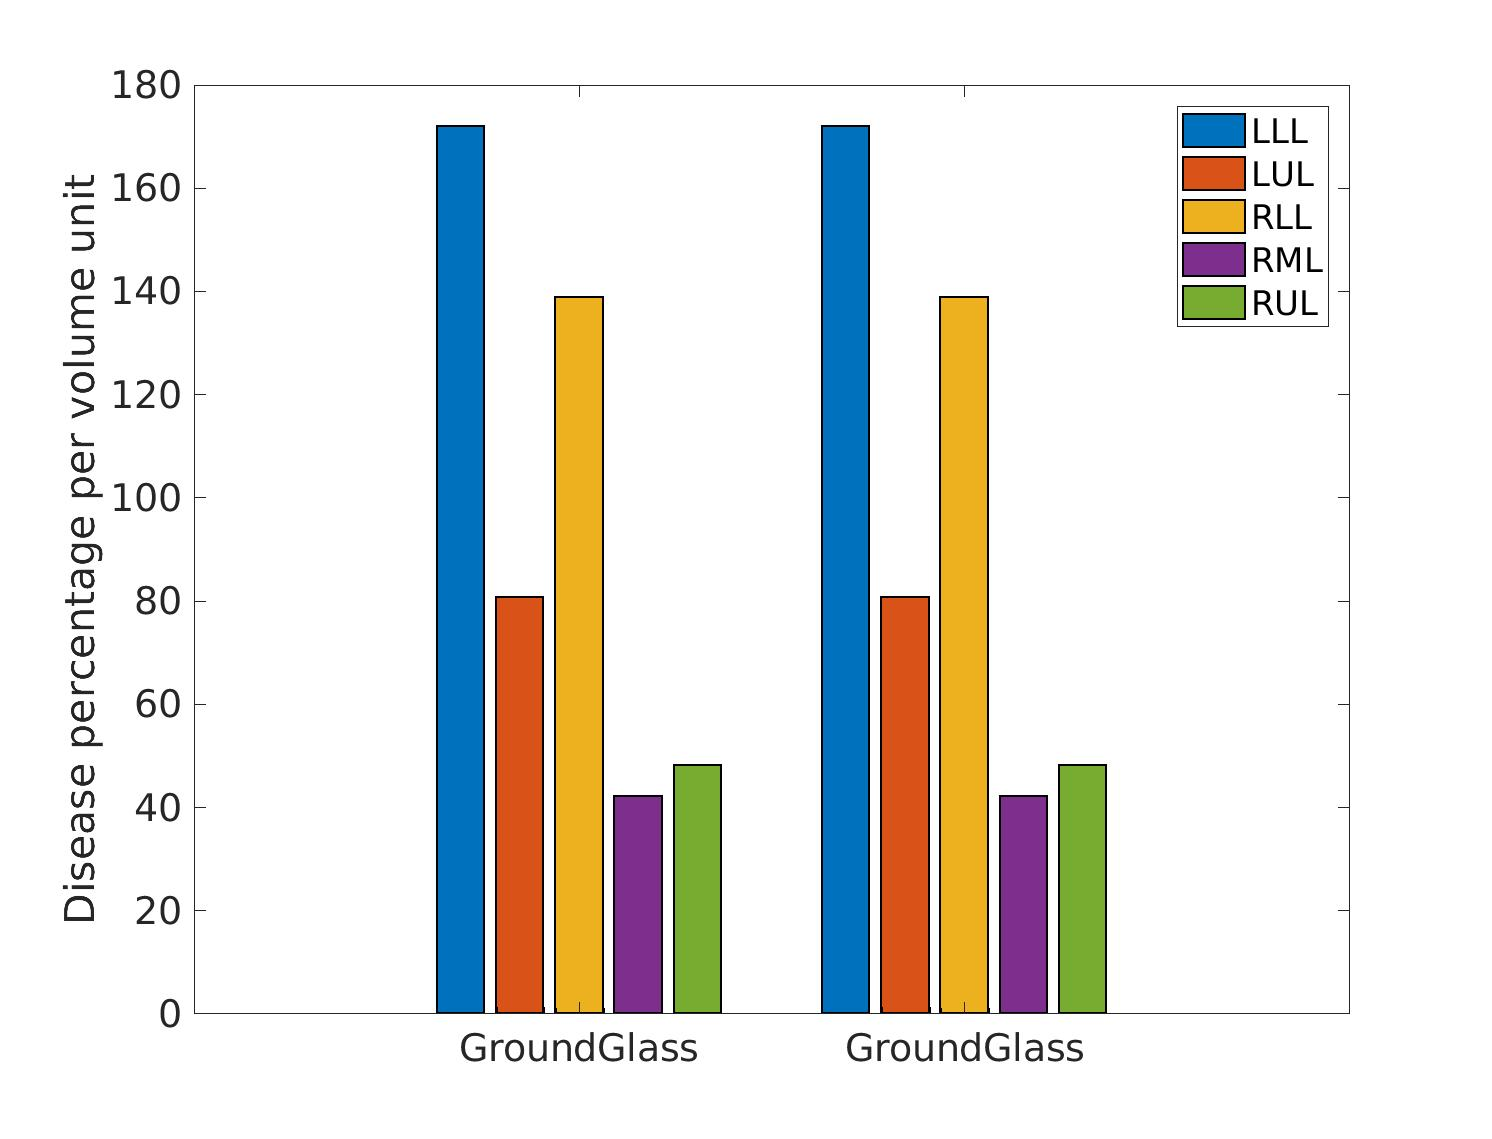 Disease percentage per volume unit
180
160
140
120
100
80
60
40
20
0
GroundGlass GroundGlass
LLL
LUL
RLL
RML
RUL